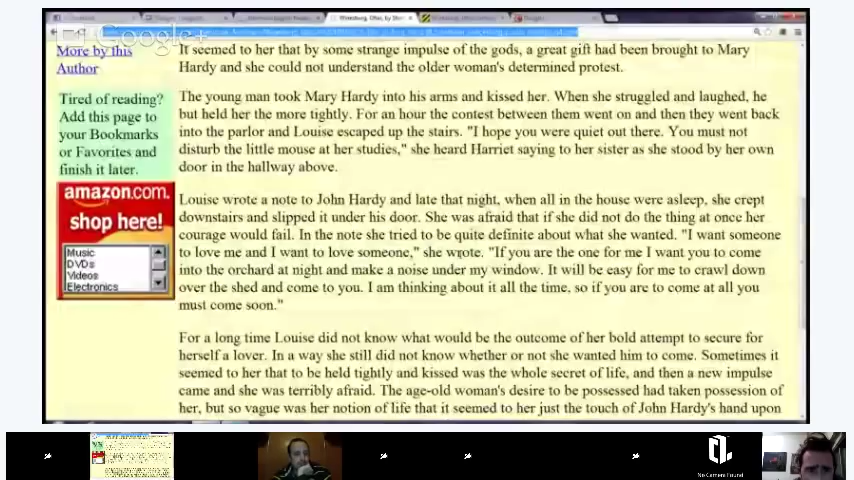 Google+
More by this
Author
Tired of reading?
Add this page to
your Bookmarks
or Favorites and
finish it later.
amazon.com.
shop here!
Music
DVDs
Videos
Electronics
It seemed to her that by some strange impulse of the gods, a great gift had been brought to Mary
Hardy and she could not understand the older woman's determined protest.
The young man took Mary Hardy into his arms and kissed her. When she struggled and laughed, he
but held her the more tightly. For an hour the contest between them went on and then they went back
into the parlor and Louise escaped up the stairs. "I hope you were quiet out there. You must not
disturb the little mouse at her studies," she heard Harriet saying to her sister as she stood by her own
door in the hallway above.
Louise wrote a note to John Hardy and late that night, when all in the house were asleep, she crept
downstairs and slipped it under his door. She was afraid that if she did not do the thing at once her
courage would fail. In the note she tried to be quite definite about what she wanted. "I want someone
to love me and I want to love someone," she wrote. "If you are the one for me I want you to come
into the orchard at night and make a noise under my window. It will be easy for me to crawl down
over the shed and come to you. I am thinking about it all the time, so if you are to come at all you
must come soon."
For a long time Louise did not know what would be the outcome of her bold attempt to secure for
herself a lover. In a way she still did not know whether or not she wanted him to come. Sometimes it
seemed to her that to be held tightly and kissed was the whole secret of life, and then a new impulse
came and she was terribly afraid. The age-old woman's desire to be possessed had taken possession of
her, but so vague was her notion of life that it seemed to her just the touch of John Hardy's hand upon
No Camera Found